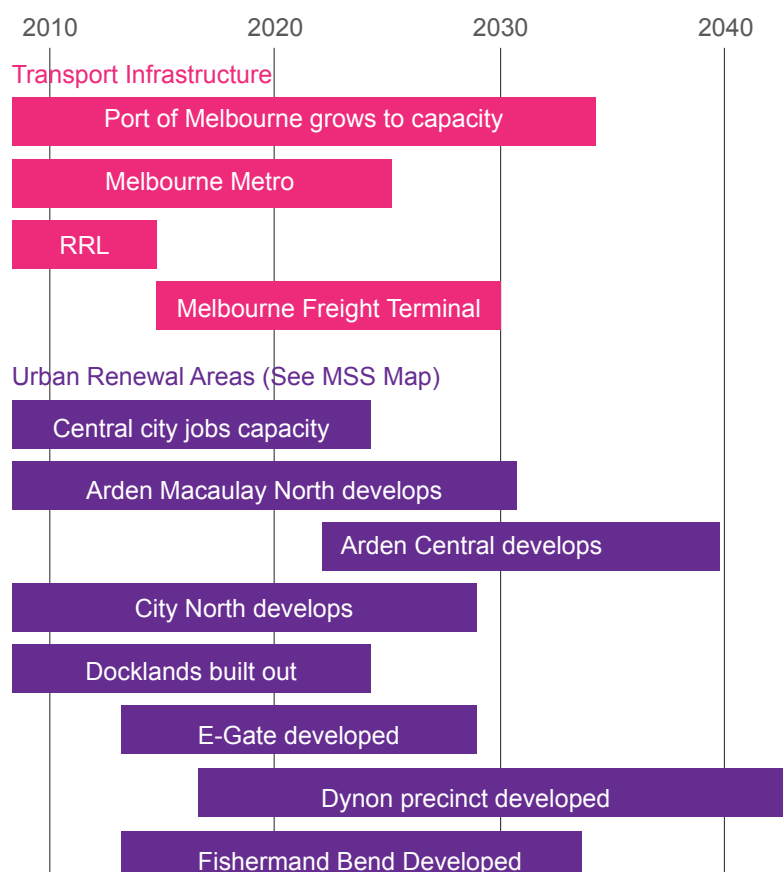 2010 2020 2030 2040
Transport Infrastructure
Port of Melbourne grows to capacity
Melbourne Metro
RRL
Melbourne Freight Terminal
Urban Renewal Areas (See MSS Map)
Central city jobs capacity
Arden Macaulay North develops
Arden Central develops
City North develops
Docklands built out
E-Gate developed
Dynon precinct developed
Fishermand Bend Developed